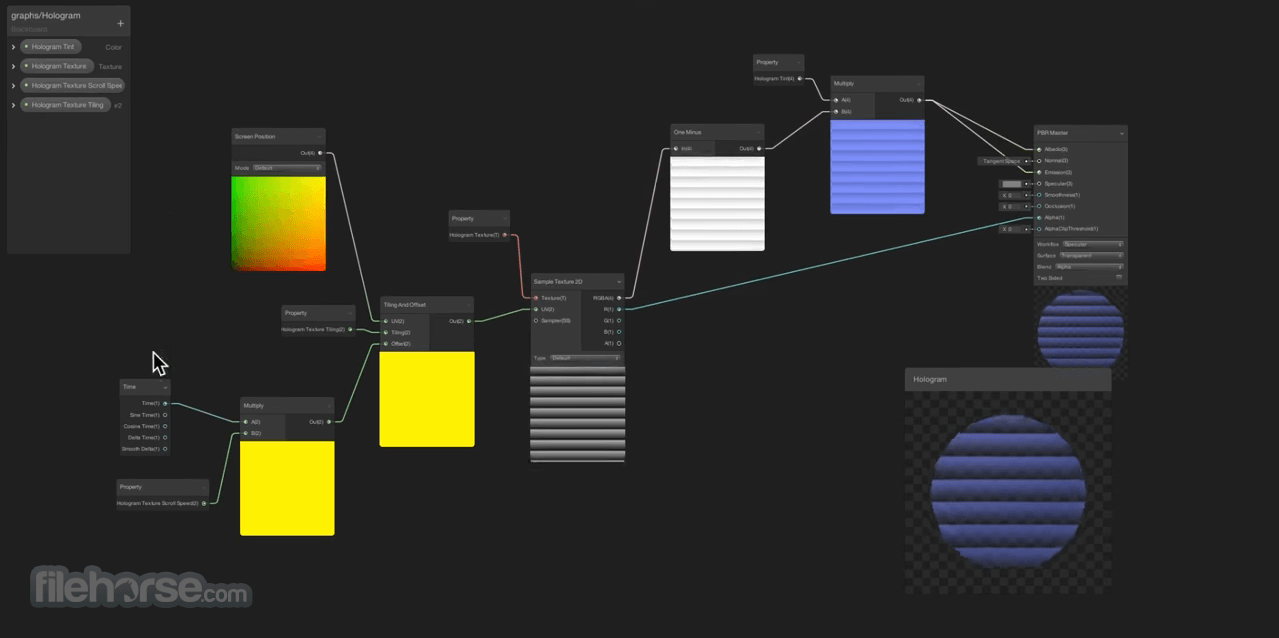 graphs/Hologram
Blackboard
+
Hologram Tint Color
Hologram Texture Texture
Hologram Texture Scroll Spee
Hologram Texture Tiling
Screen Position
Out(4)
Mode Default
Property
Hologram Texture(T)
Property
Hologram Texture Tiling(2)
Tiling And Offset
UV(2) Out(2)
Tiling(2)
Offset(2)
Time
Time(1)
Sine Time(1)
Cosine Time(1)
Delta Time(1)
Smooth Delta(1)
Property
Hologram Texture Scroll Speed(2)
Multiply
A(2) Out(2)
B(2)
Sample Texture 2D
Texture(T) RGBA(4)
UV(2) R(1)
Sampler(SS) G(1)
B(1)
A(1)
Type Default
One Minus
In(4) Out(4)
Property
Hologram Tint(4)
Multiply
A(4) Out(4)
B(4)
PBR Master
Albedo(3)
Tangent Space Normal(3)
Emission(3)
Specular(3)
X 0 Smoothness(1)
X 0 Occlusion(1)
Alpha(1)
X 0 AlphaClipThreshold(1)
Workflow Specular
Surface Transparent
Blend Alpha
Two Sided
Hologram
filehorse.com